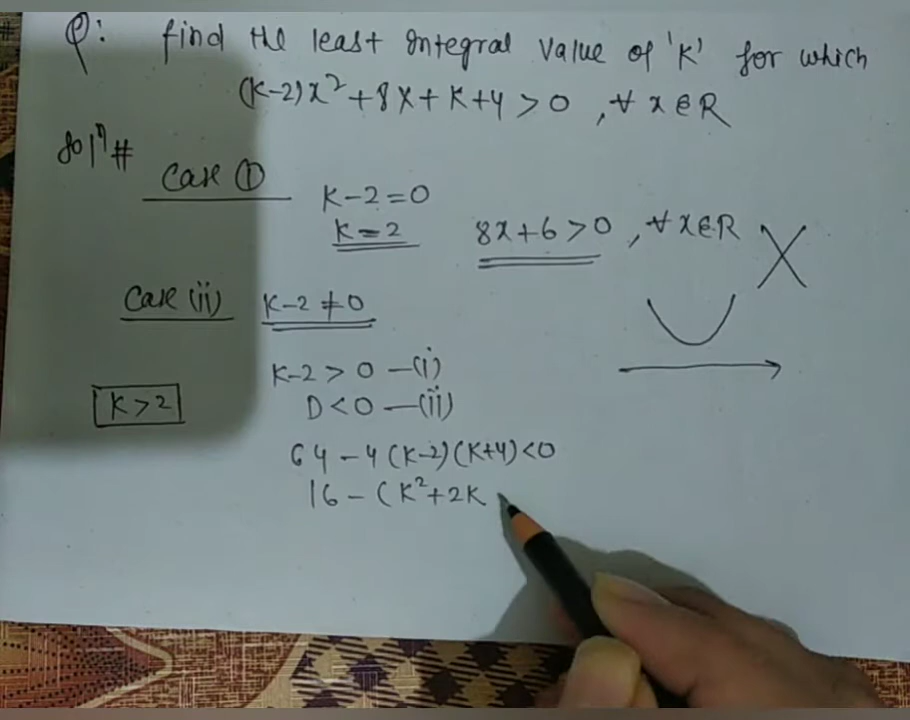 Q: find the least Integral value of 'K' for which
(K-2)x²+8x+K+4>0 ,∀ x∈R
Solⁿ#
Case ①
K-2=0
K=2 8x+6>0 ,∀ x∈R X
Case (ii) K-2≠0
K-2>0 —(i)
K>2 D<0 —(ii)
64-4(K-2)(K+4)<0
16-(K²+2K